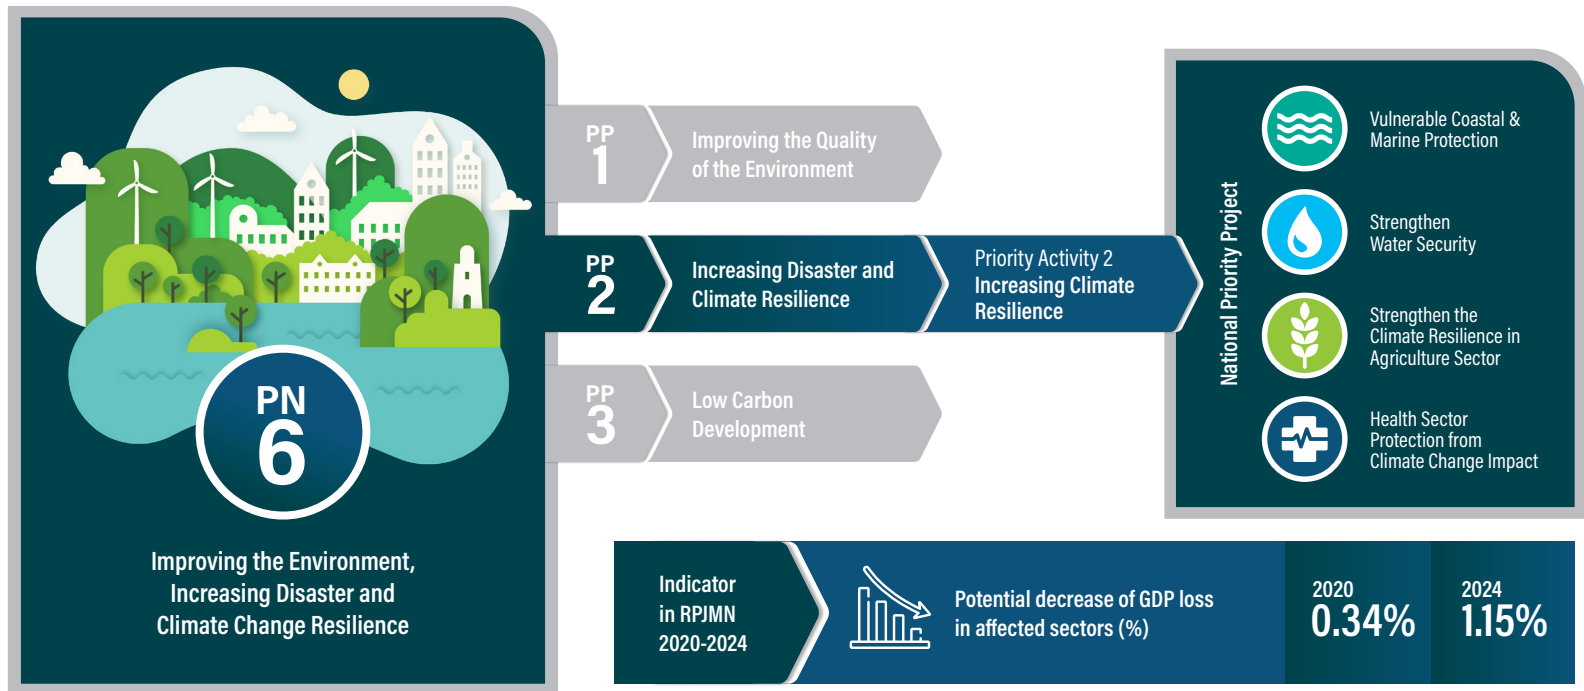 PN
6
Improving the Environment,
Increasing Disaster and
Climate Change Resilience
PP
1
Improving the Quality
of the Environment
PP
2
Increasing Disaster and
Climate Resilience
Priority Activity 2
Increasing Climate
Resilience
PP
3
Low Carbon
Development
National Priority Project
Vulnerable Coastal &
Marine Protection
Strengthen
Water Security
Strengthen the
Climate Resilience in
Agriculture Sector
Health Sector
Protection from
Climate Change Impact
Indicator
in RPJMN
2020-2024
Potential decrease of GDP loss
in affected sectors (%)
2020
0.34%
2024
1.15%